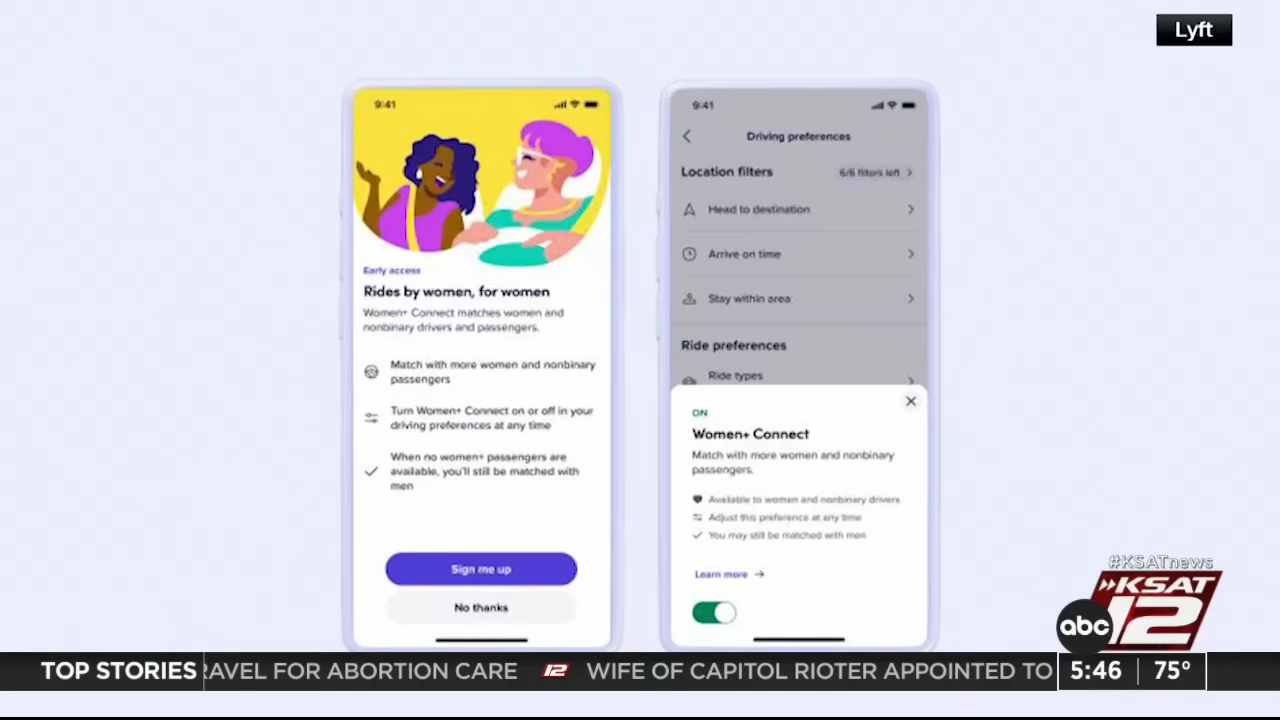 Lyft
9:41
Early access
Rides by women, for women
Women+ Connect matches women and
nonbinary drivers and passengers.
Match with more women and nonbinary
passengers
Turn Women+ Connect on or off in your
driving preferences at any time
When no women+ passengers are
available, you'll still be matched with
men
Sign me up
No thanks
9:41
Driving preferences
Location filters
6/6 filters left
Head to destination
Arrive on time
Stay within area
Ride preferences
Ride types
ON
Women+ Connect
Match with more women and nonbinary
passengers.
Available to women and nonbinary drivers
Adjust this preference at any time
You may still be matched with men
Learn more →
#KSATnews
KSAT
abc 12
TOP STORIES RAVEL FOR ABORTION CARE 12 WIFE OF CAPITOL RIOTER APPOINTED TO 5:46 75°